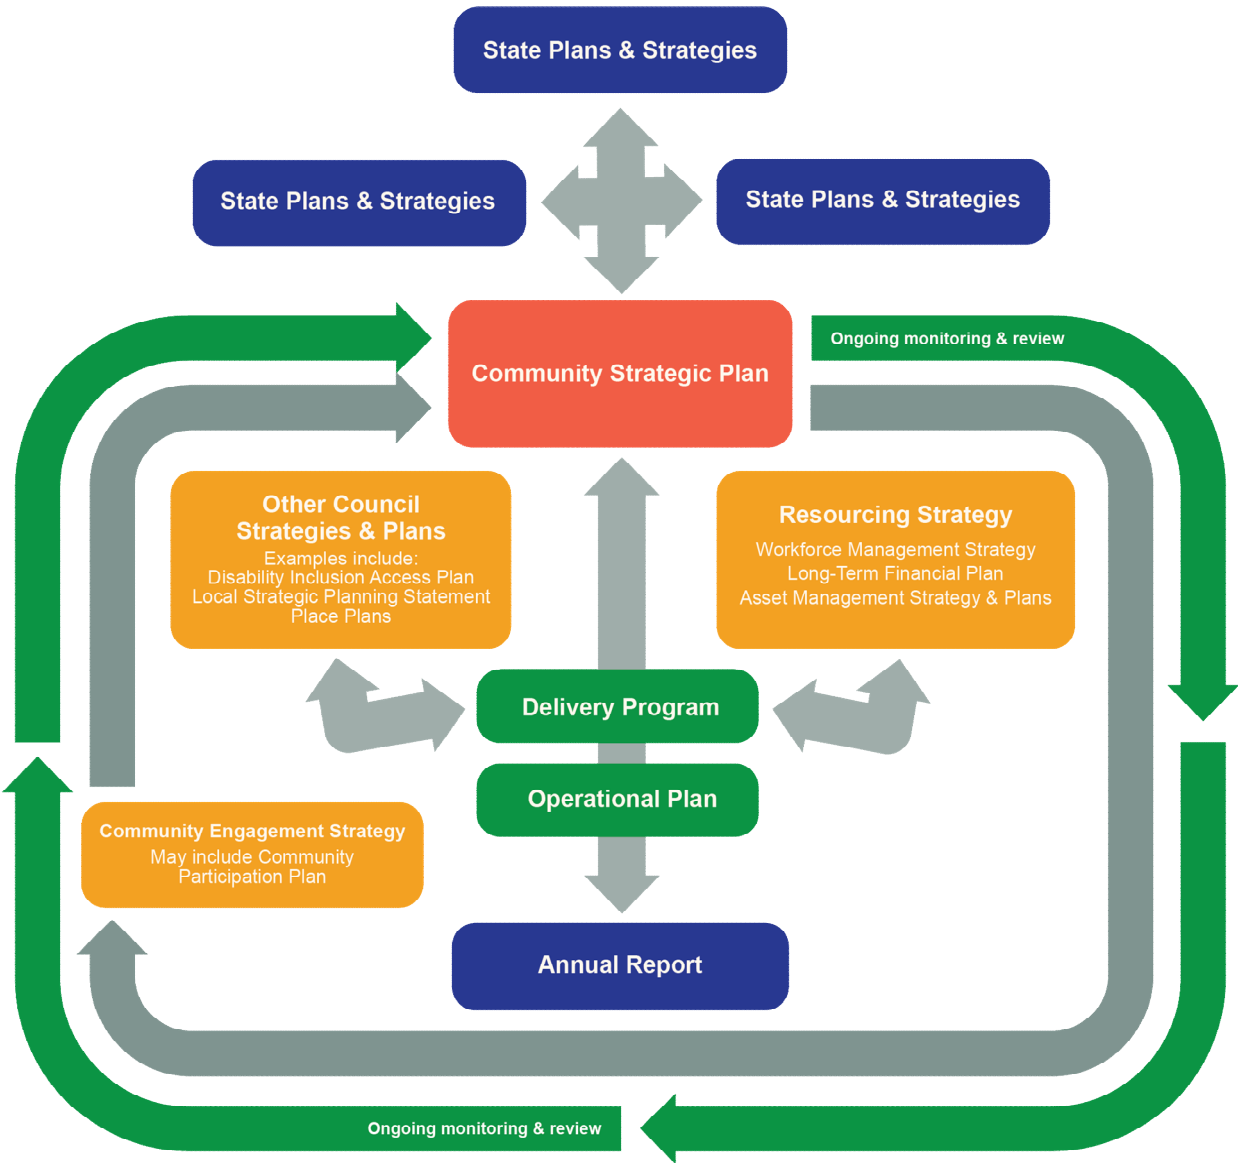 State Plans & Strategies
State Plans & Strategies
State Plans & Strategies
Community Strategic Plan
Ongoing monitoring & review
Other Council
Strategies & Plans
Examples include:
Disability Inclusion Access Plan
Local Strategic Planning Statement
Place Plans
Resourcing Strategy
Workforce Management Strategy
Long-Term Financial Plan
Asset Management Strategy & Plans
Delivery Program
Operational Plan
Community Engagement Strategy
May include Community
Participation Plan
Annual Report
Ongoing monitoring & review